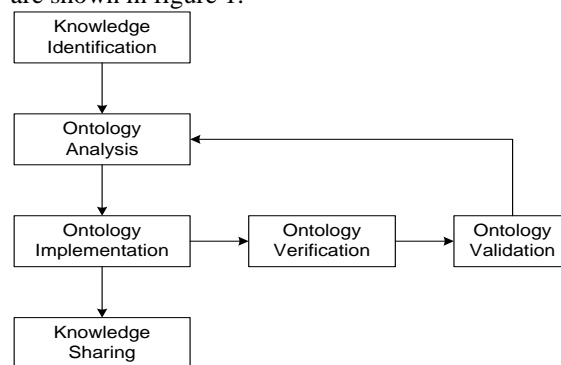 are shown in figure 1.
Knowledge
Identification
Ontology
Analysis
Ontology
Implementation
Ontology
Verification
Ontology
Validation
Knowledge
Sharing